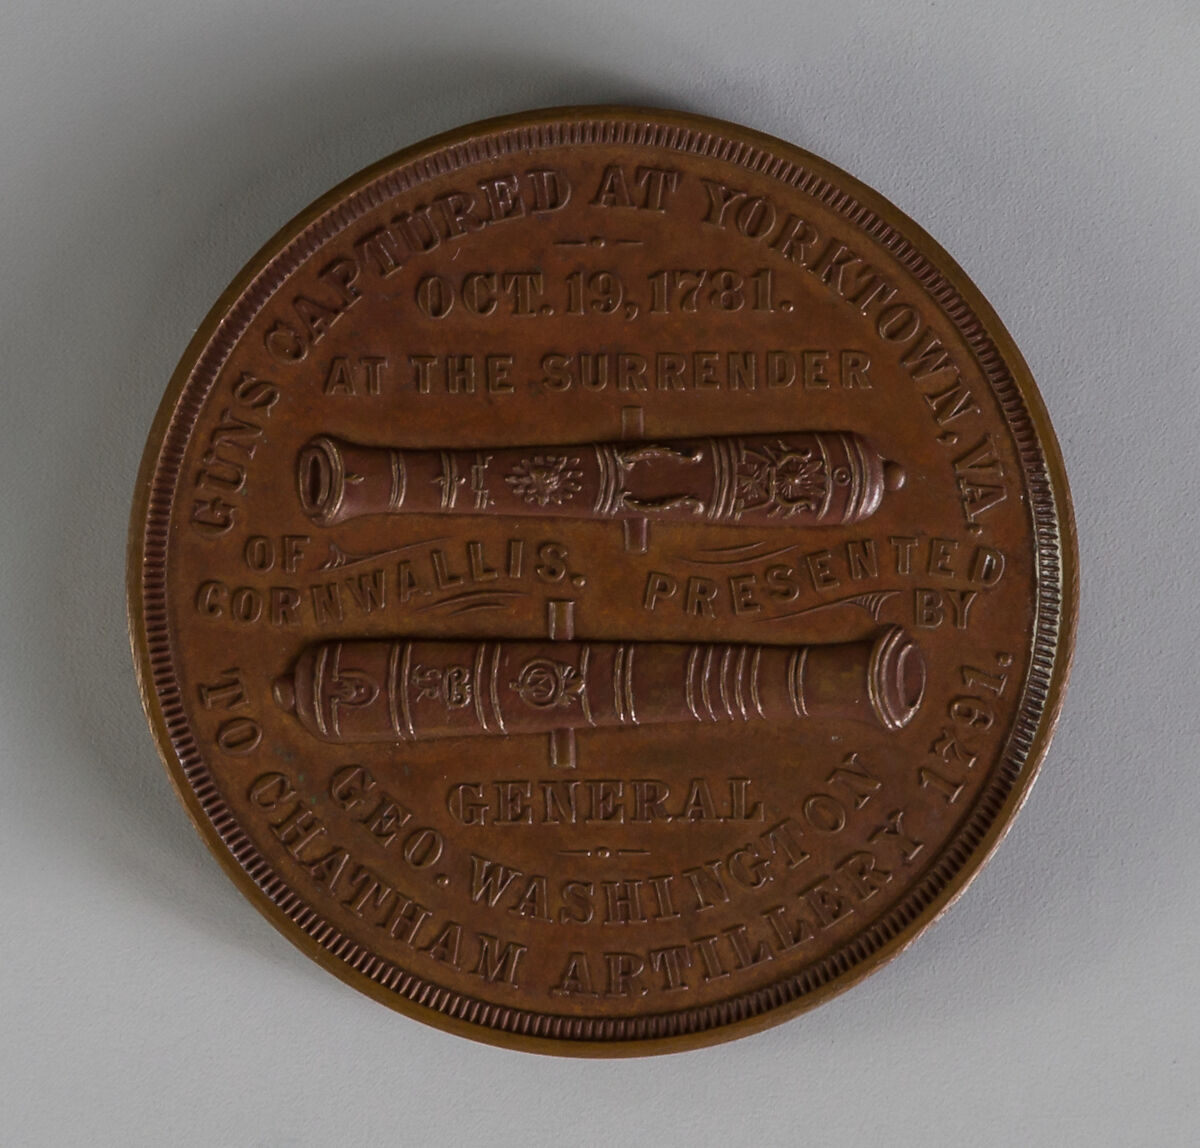 GUNS CAPTURED AT YORKTOWN, VA.
OCT. 19, 1781.
AT THE SURRENDER
OF
CORNWALLIS.
PRESENTED
BY
GENERAL
GEO. WASHINGTON
TO CHATHAM ARTILLERY 1791.